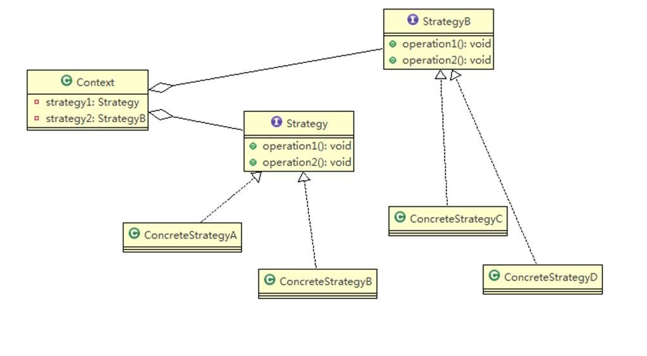 StrategyB
operation1(): void
operation2(): void
Context
strategy1: Strategy
strategy2: StrategyB
Strategy
operation1(): void
operation2(): void
ConcreteStrategyA
ConcreteStrategyB
ConcreteStrategyC
ConcreteStrategyD